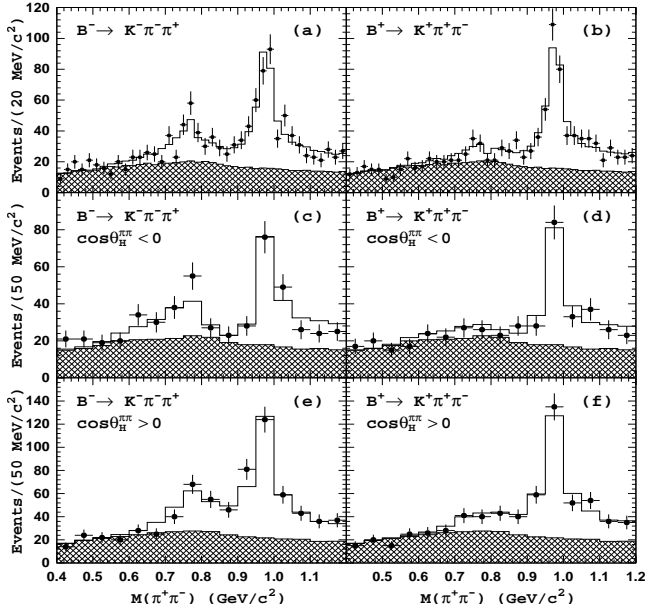 Events/(20 MeV/c²)
120
100
80
60
40
20
0
B⁻→ K⁻π⁻π⁺
(a)
B⁺→ K⁺π⁺π⁻
(b)
Events/(50 MeV/c²)
80
60
40
20
0
B⁻→ K⁻π⁻π⁺
(c)
cosθ_H^ππ<0
B⁺→ K⁺π⁺π⁻
(d)
cosθ_H^ππ<0
Events/(50 MeV/c²)
140
120
100
80
60
40
20
0
B⁻→ K⁻π⁻π⁺
(e)
cosθ_H^ππ>0
B⁺→ K⁺π⁺π⁻
(f)
cosθ_H^ππ>0
0.4 0.5 0.6 0.7 0.8 0.9 1.0 1.1
0.5 0.6 0.7 0.8 0.9 1.0 1.1 1.2
M(π⁺π⁻) (GeV/c²)
M(π⁺π⁻) (GeV/c²)